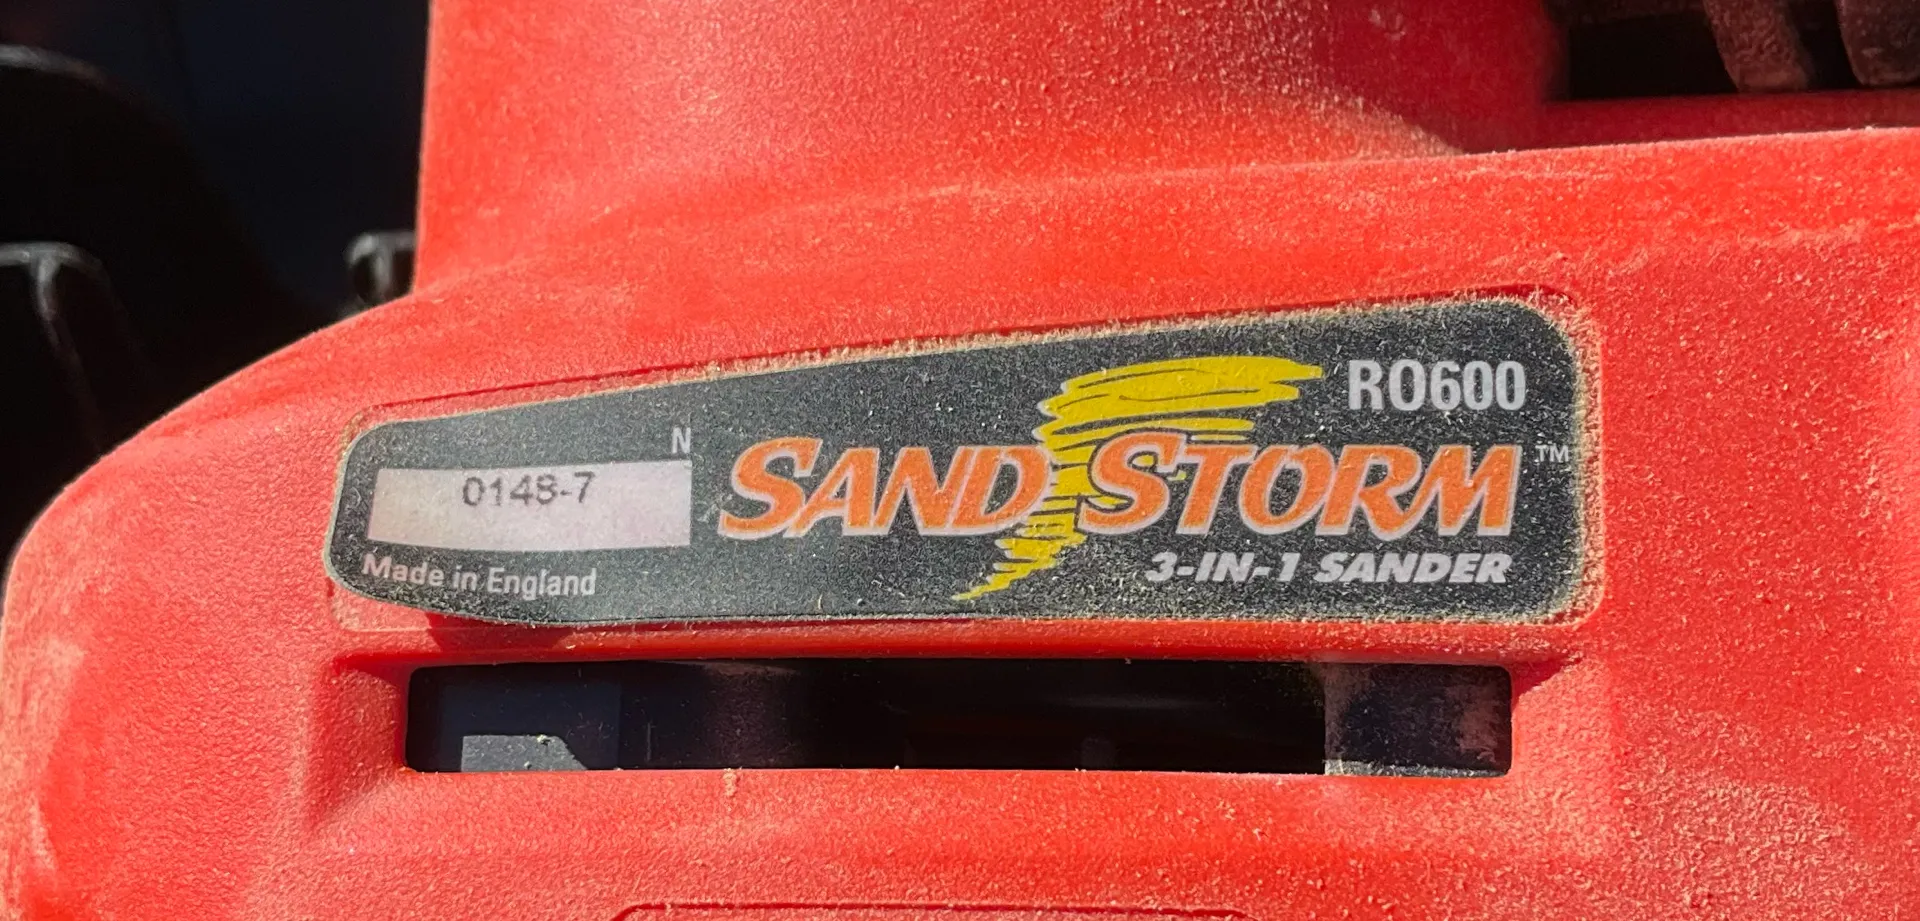 RO600
N
0148-7
SAND STORM™
3-IN-1 SANDER
Made in England